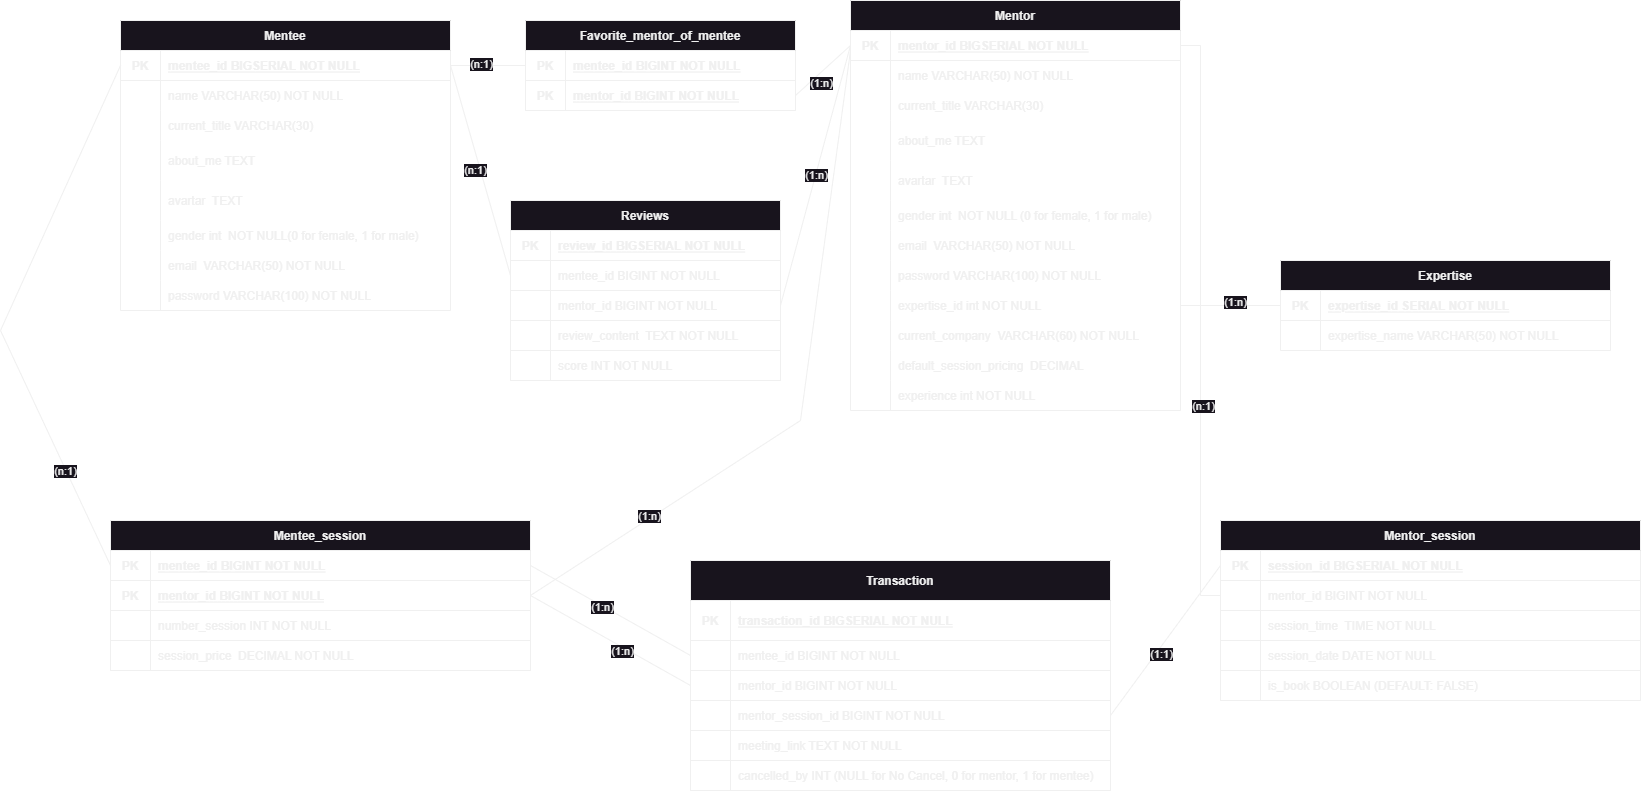 Mentee
PK mentee_id BIGSERIAL NOT NULL
name VARCHAR(50) NOT NULL
current_title VARCHAR(30)
about_me TEXT
avartar TEXT
gender int NOT NULL(0 for female, 1 for male)
email VARCHAR(50) NOT NULL
password VARCHAR(100) NOT NULL
(n:1)
Favorite_mentor_of_mentee
PK mentee_id BIGINT NOT NULL
PK mentor_id BIGINT NOT NULL
(1:n)
(n:1)
(1:n)
Reviews
PK review_id BIGSERIAL NOT NULL
mentee_id BIGINT NOT NULL
mentor_id BIGINT NOT NULL
review_content TEXT NOT NULL
score INT NOT NULL
Mentor
PK mentor_id BIGSERIAL NOT NULL
name VARCHAR(50) NOT NULL
current_title VARCHAR(30)
about_me TEXT
avartar TEXT
gender int NOT NULL (0 for female, 1 for male)
email VARCHAR(50) NOT NULL
password VARCHAR(100) NOT NULL
expertise_id int NOT NULL
current_company VARCHAR(60) NOT NULL
default_session_pricing DECIMAL
experience int NOT NULL
(1:n)
Expertise
PK expertise_id SERIAL NOT NULL
expertise_name VARCHAR(50) NOT NULL
(n:1)
(n:1)
(1:n)
Mentee_session
PK mentee_id BIGINT NOT NULL
PK mentor_id BIGINT NOT NULL
number_session INT NOT NULL
session_price DECIMAL NOT NULL
(1:n)
(1:n)
Transaction
PK transaction_id BIGSERIAL NOT NULL
mentee_id BIGINT NOT NULL
mentor_id BIGINT NOT NULL
mentor_session_id BIGINT NOT NULL
meeting_link TEXT NOT NULL
cancelled_by INT (NULL for No Cancel, 0 for mentor, 1 for mentee)
(1:1)
Mentor_session
PK session_id BIGSERIAL NOT NULL
mentor_id BIGINT NOT NULL
session_time TIME NOT NULL
session_date DATE NOT NULL
is_book BOOLEAN (DEFAULT: FALSE)